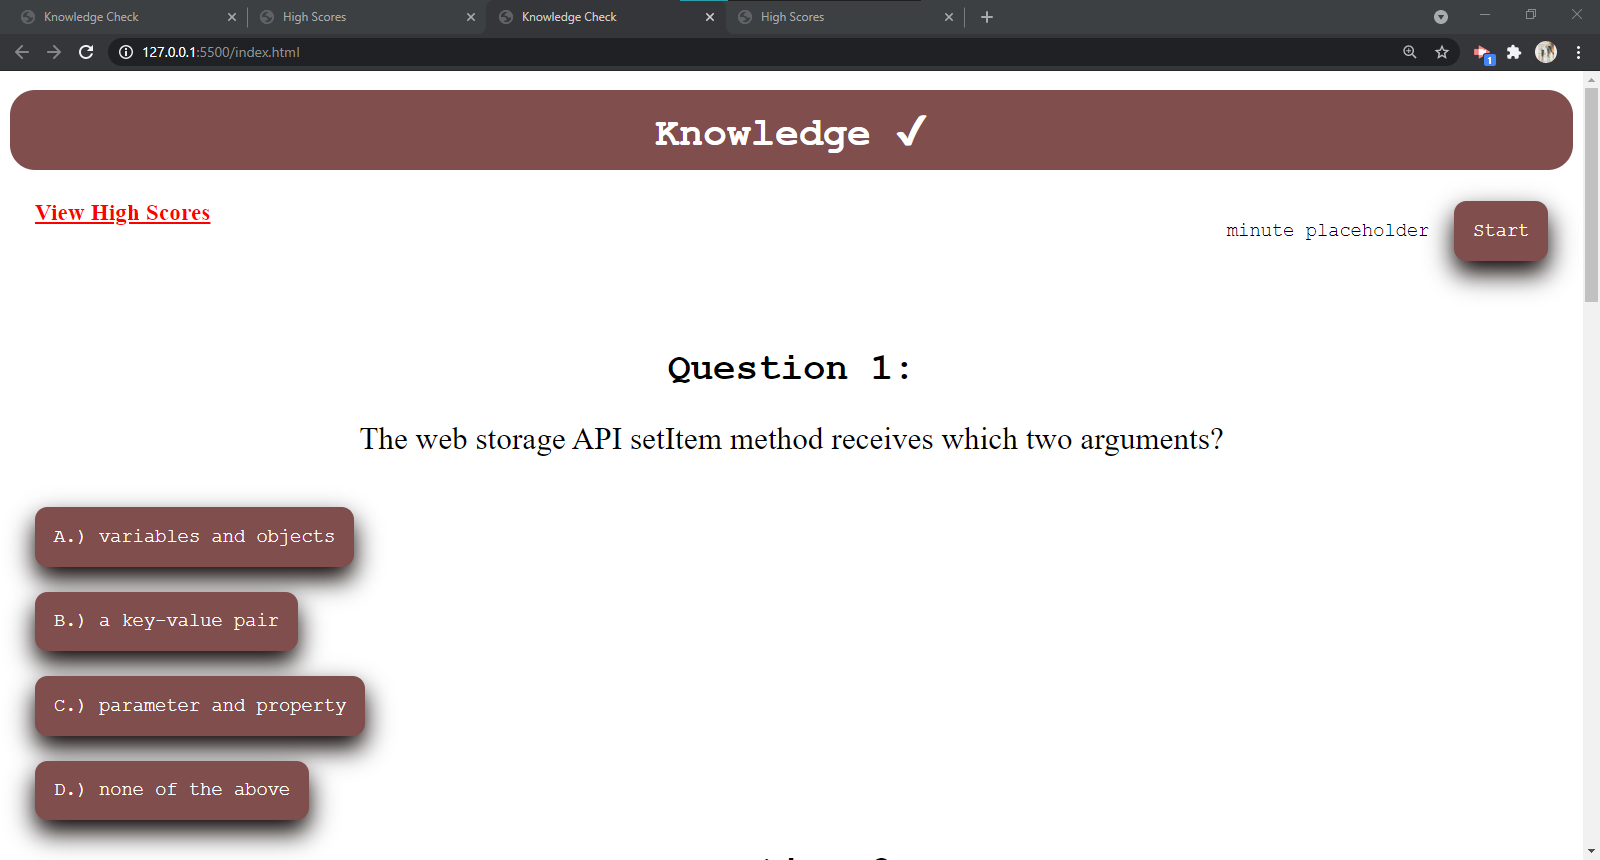 Knowledge Check
High Scores
Knowledge Check
High Scores
127.0.0.1:5500/index.html
1
Knowledge ✓
View High Scores
minute placeholder
Start
Question 1:
The web storage API setItem method receives which two arguments?
A.) variables and objects
B.) a key-value pair
C.) parameter and property
D.) none of the above